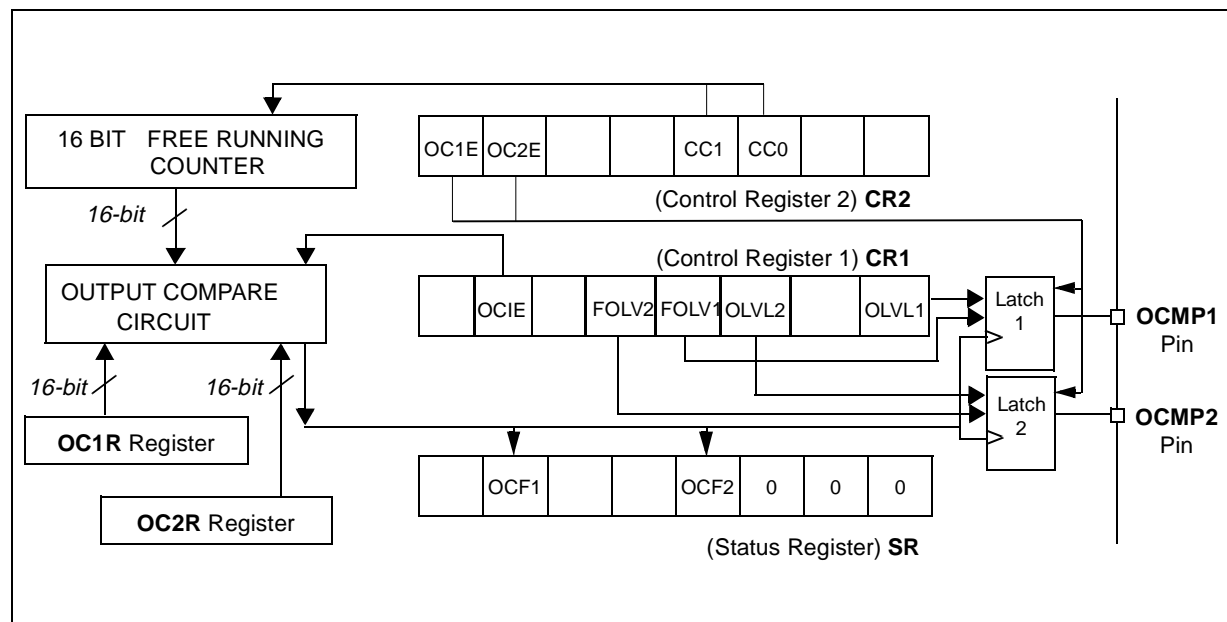 16 BIT FREE RUNNING
COUNTER
OC1E OC2E CC1 CC0
(Control Register 2) CR2
16-bit
(Control Register 1) CR1
OUTPUT COMPARE
CIRCUIT
OCIE FOLV2 FOLV1 OLVL2 OLVL1
Latch
1
OCMP1
Pin
16-bit
16-bit
Latch
2
OCMP2
Pin
OC1R Register
OCF1 OCF2 0 0 0
OC2R Register
(Status Register) SR